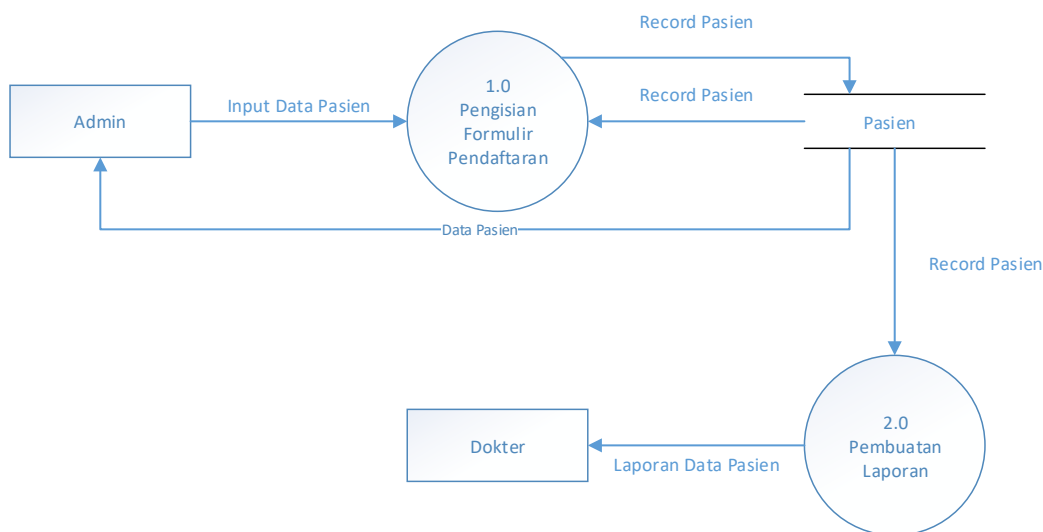 Record Pasien
1.0
Pengisian
Formulir
Pendaftaran
Admin
Input Data Pasien
Record Pasien
Pasien
Data Pasien
Record Pasien
2.0
Pembuatan
Laporan
Dokter
Laporan Data Pasien